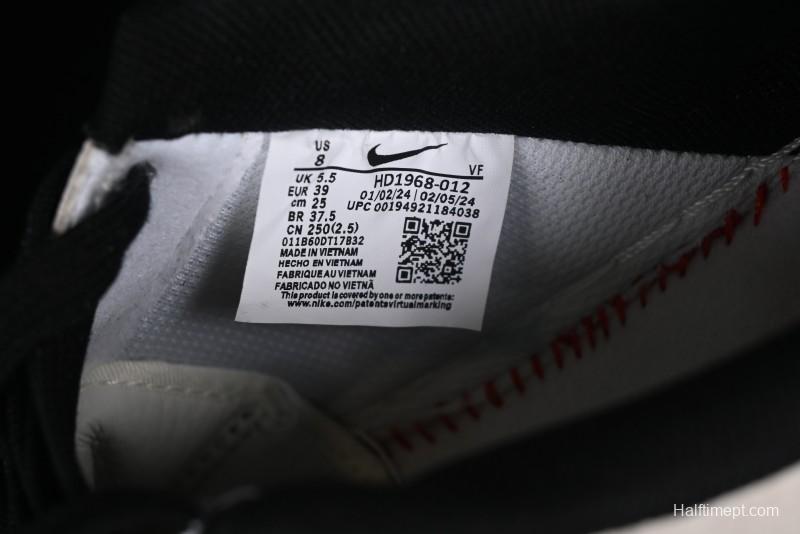 US
8
VF
UK 5.5
EUR 39
cm 25
BR 37.5
CN 250(2.5)
HD1968-012
01/02/24 | 02/05/24
UPC 00194921184038
011B60DT17B32
MADE IN VIETNAM
HECHO EN VIETNAM
FABRIQUE AU VIETNAM
FABRICADO NO VIETNÃ
This product is covered by one or more patents:
www.nike.com/patentsvirtualmarking
Halftimept.com